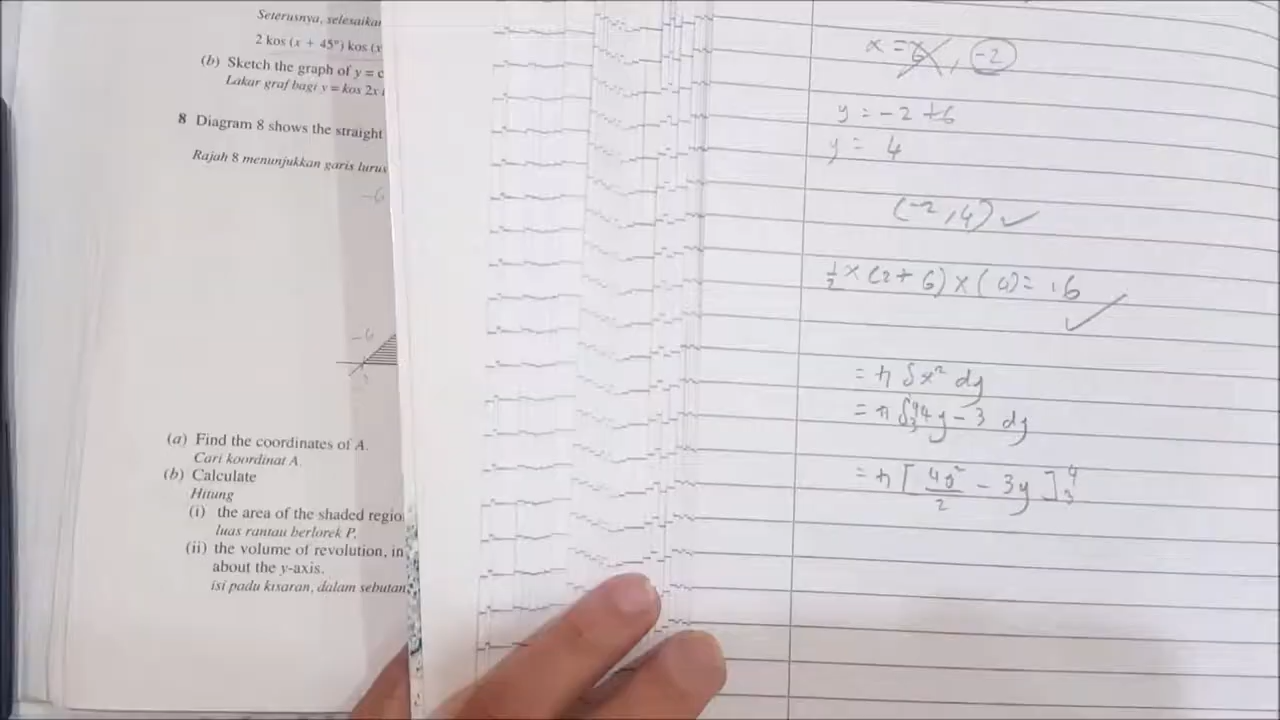 Seterusnya, selesaikan
2 kos (x + 45°) kos (x
(b) Sketch the graph of y = c
Lakar graf bagi y = kos 2x
8 Diagram 8 shows the straight
Rajah 8 menunjukkan garis lurus
-6
-6
(a) Find the coordinates of A.
Cari koordinat A.
(b) Calculate
Hitung
(i) the area of the shaded regio
luas rantau berlorek P.
(ii) the volume of revolution, in
about the y-axis.
isi padu kisaran, dalam sebutan
x = 6, -2
y = -2 + 6
y = 4
(-2, 4) ✓
½ × (2 + 6) × (4) = 16 ✓
= π ∫ x² dy
= π ∫₃⁴ 4y - 3 dy
= π [ 4y²/2 - 3y ]₃⁴